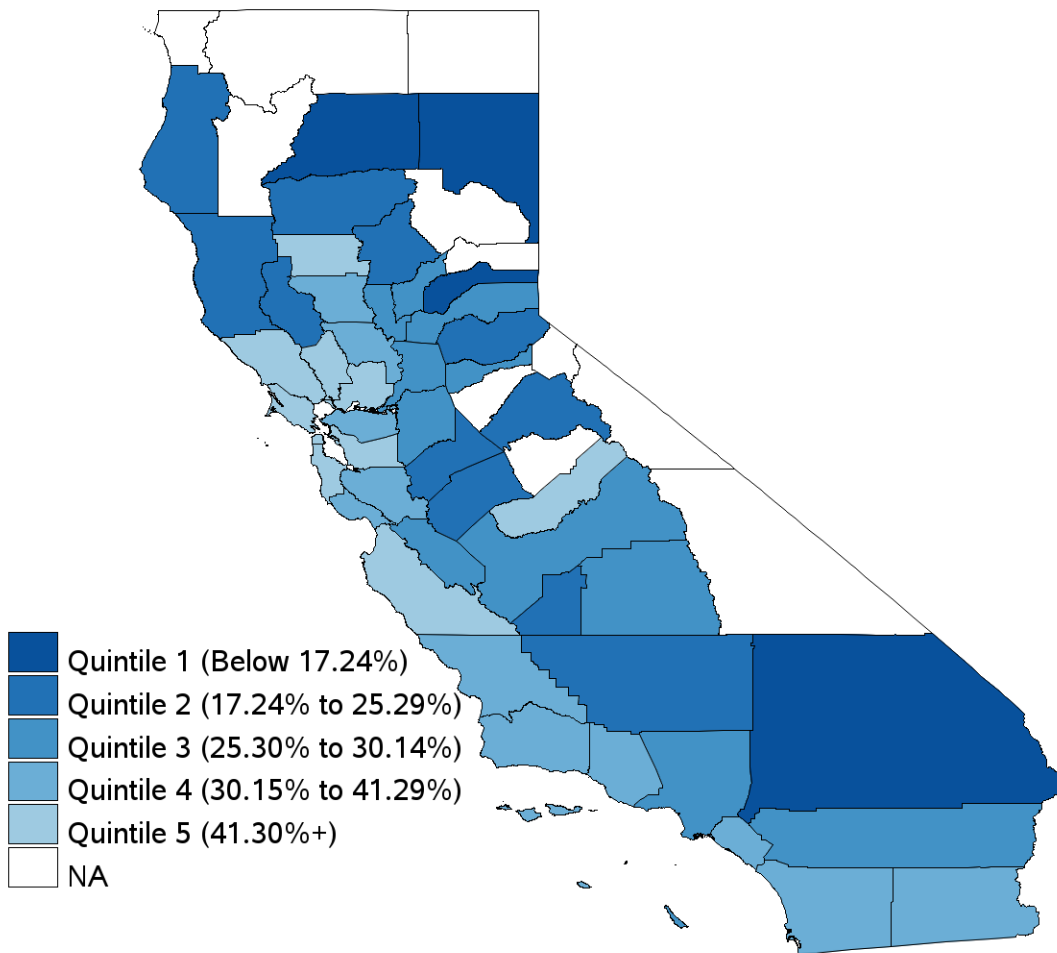 Quintile 1 (Below 17.24%)
Quintile 2 (17.24% to 25.29%)
Quintile 3 (25.30% to 30.14%)
Quintile 4 (30.15% to 41.29%)
Quintile 5 (41.30%+)
NA